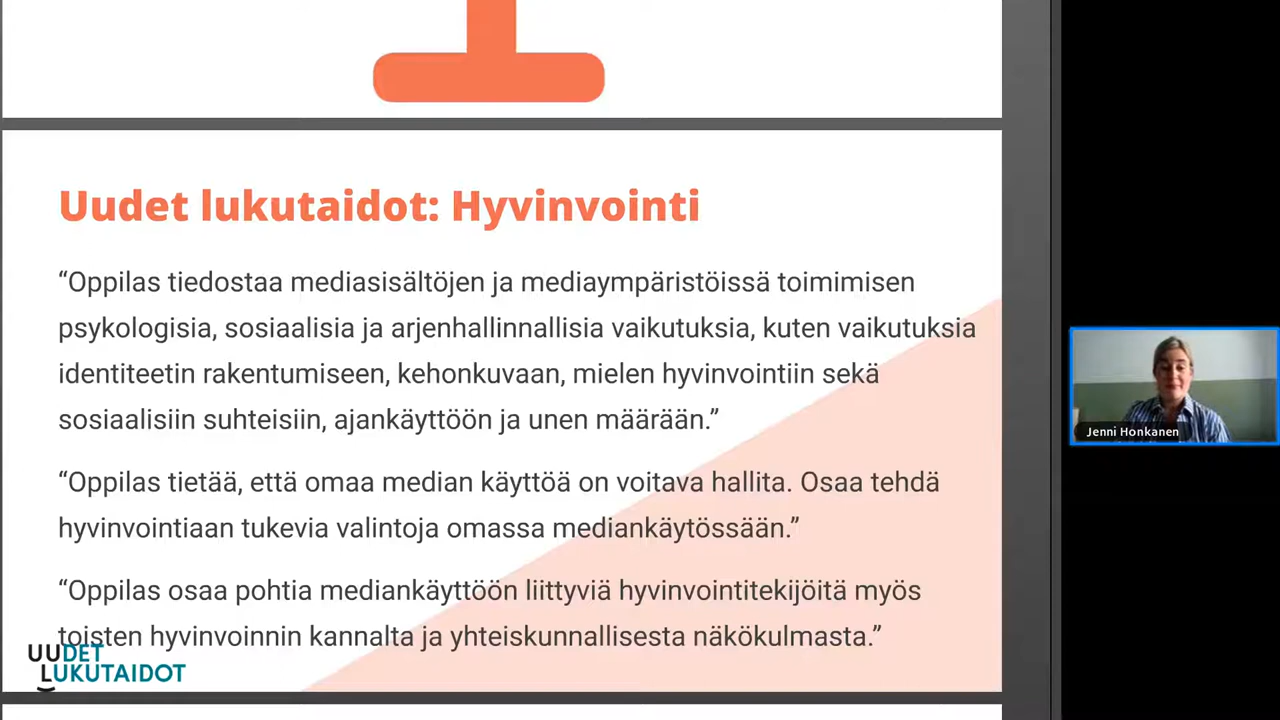 Uudet lukutaidot: Hyvinvointi
“Oppilas tiedostaa mediasisältöjen ja mediaympäristöissä toimimisen
psykologisia, sosiaalisia ja arjenhallinnallisia vaikutuksia, kuten vaikutuksia
identiteetin rakentumiseen, kehonkuvaan, mielen hyvinvointiin sekä
sosiaalisiin suhteisiin, ajankäyttöön ja unen määrään.”
“Oppilas tietää, että omaa median käyttöä on voitava hallita. Osaa tehdä
hyvinvointiaan tukevia valintoja omassa mediankäytössään.”
“Oppilas osaa pohtia mediankäyttöön liittyviä hyvinvointitekijöitä myös
toisten hyvinvoinnin kannalta ja yhteiskunnallisesta näkökulmasta.”
UUDET
LUKUTAIDOT
Jenni Honkanen